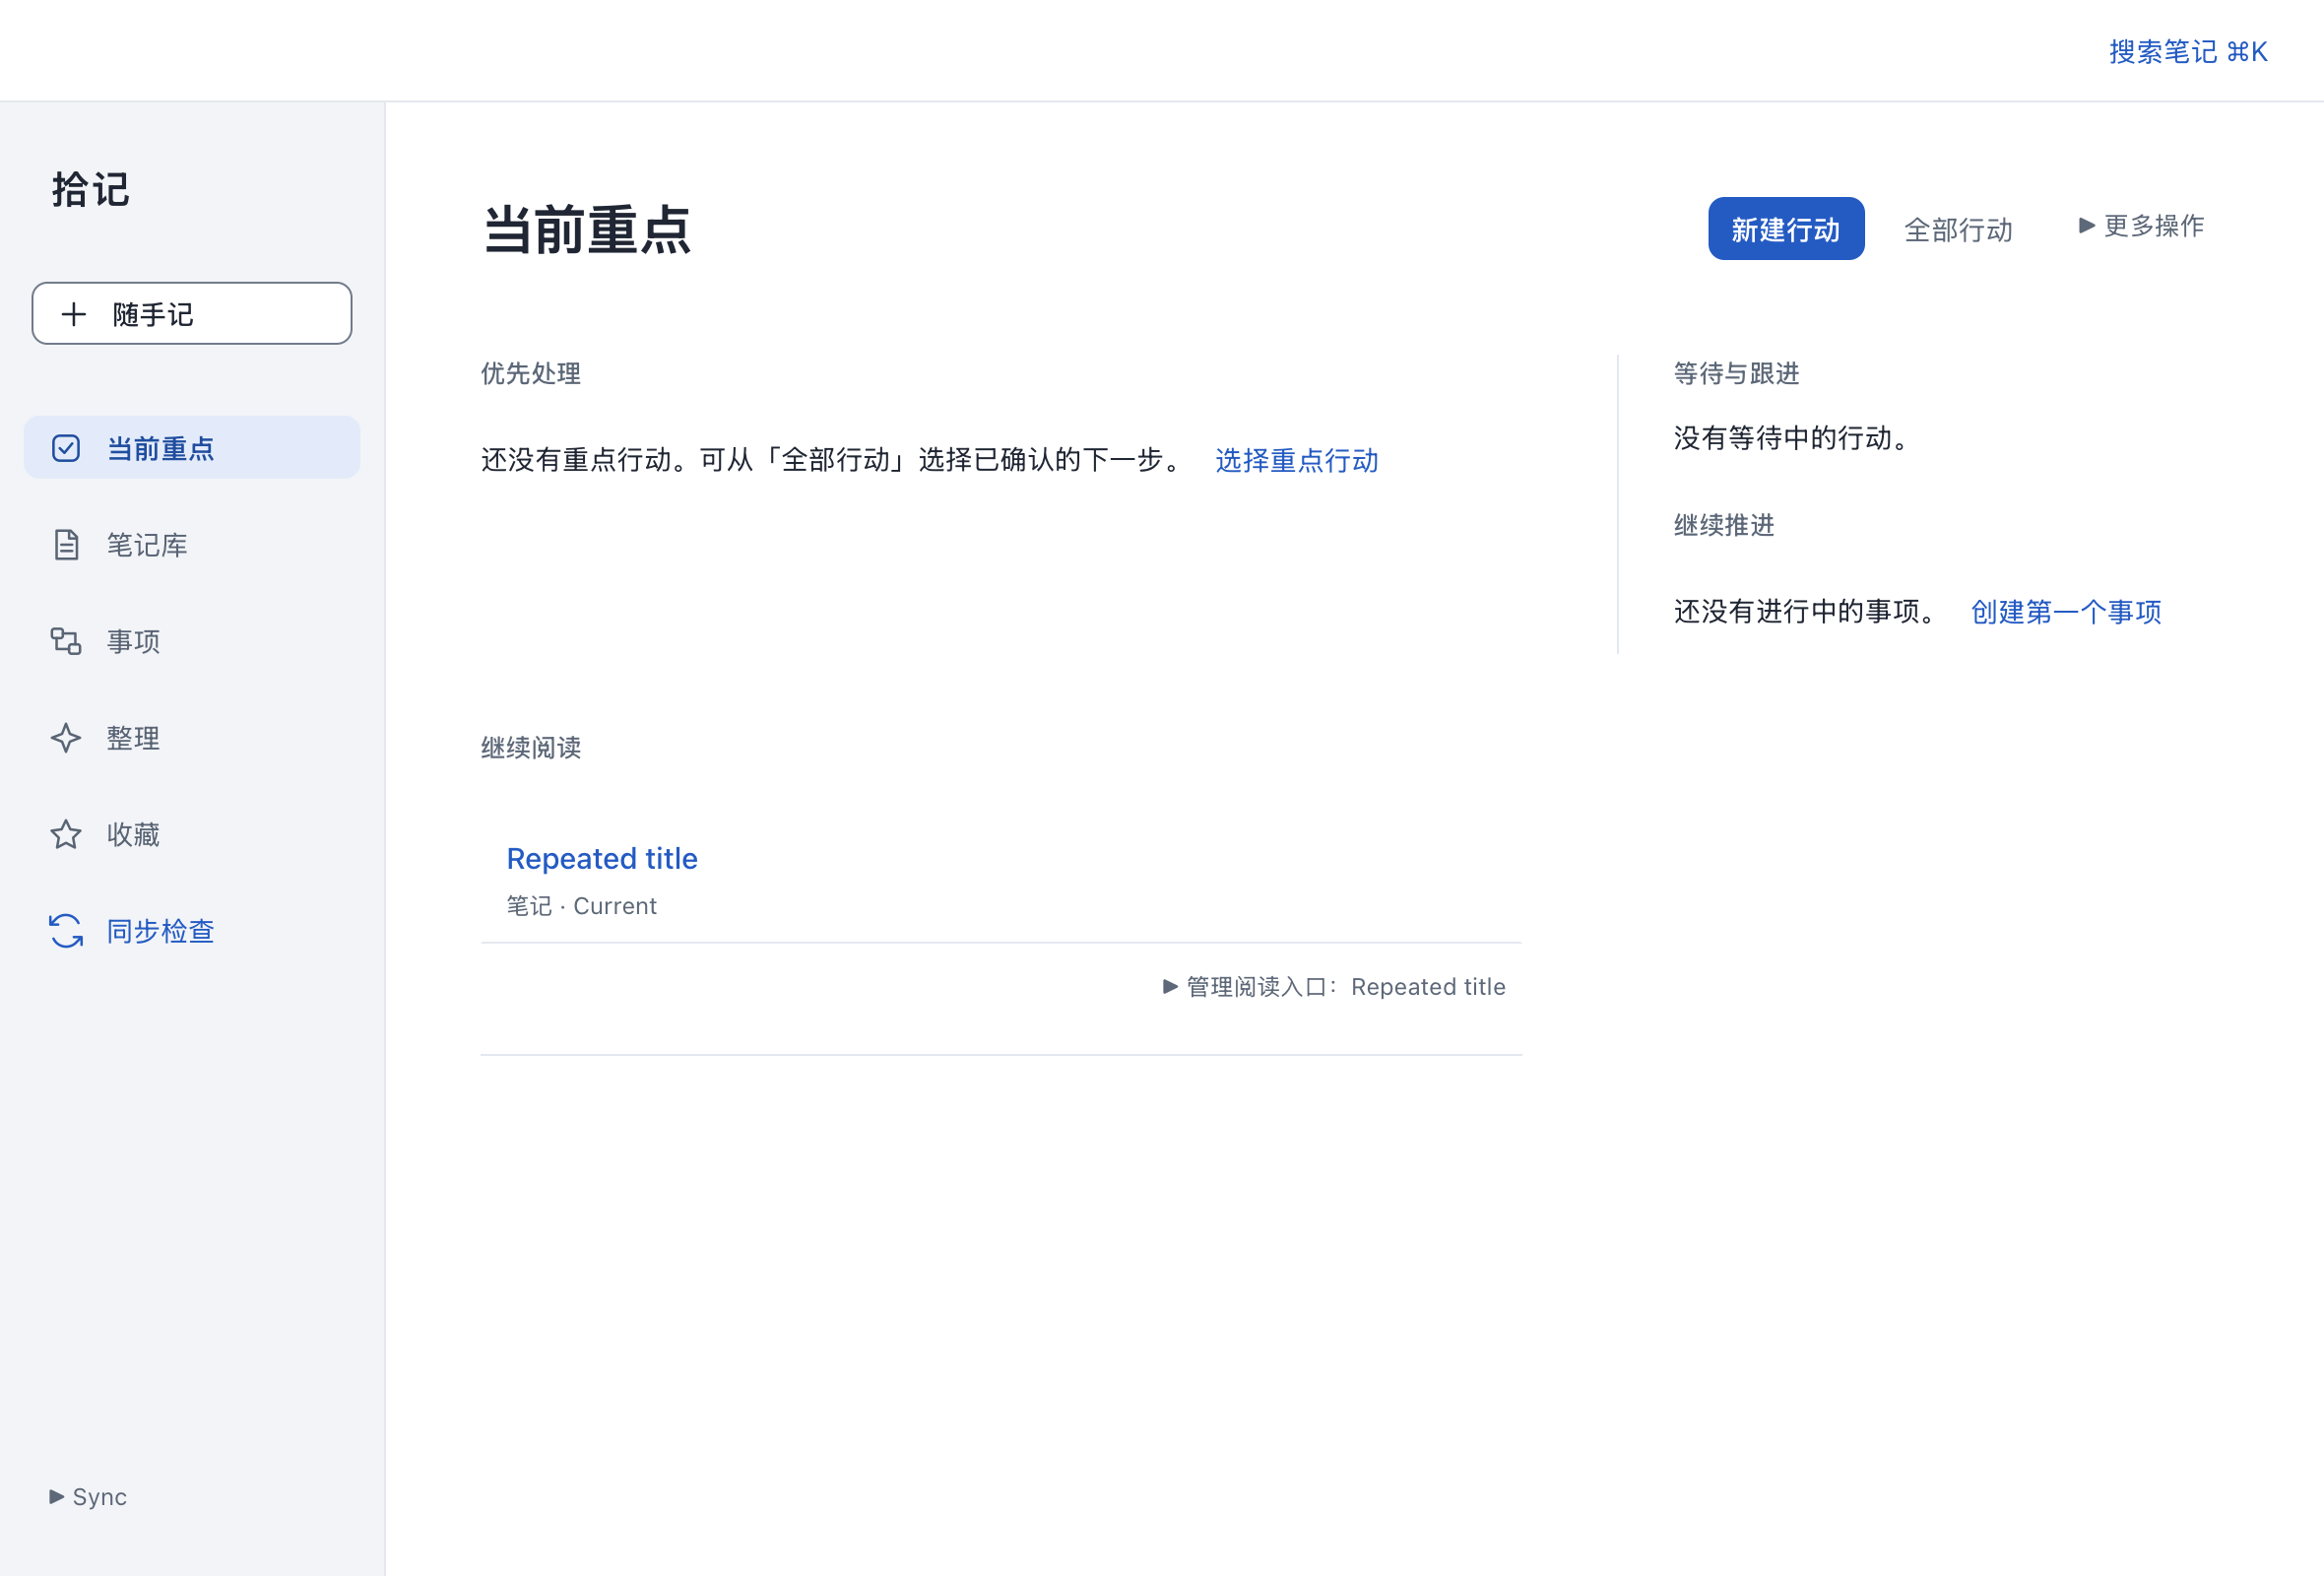 搜索笔记 ⌘K
拾记
随手记
当前重点
笔记库
事项
整理
收藏
同步检查
Sync
当前重点
新建行动
全部行动
更多操作
优先处理
还没有重点行动。可从「全部行动」选择已确认的下一步。 选择重点行动
等待与跟进
没有等待中的行动。
继续推进
还没有进行中的事项。 创建第一个事项
继续阅读
Repeated title
笔记 · Current
管理阅读入口：Repeated title